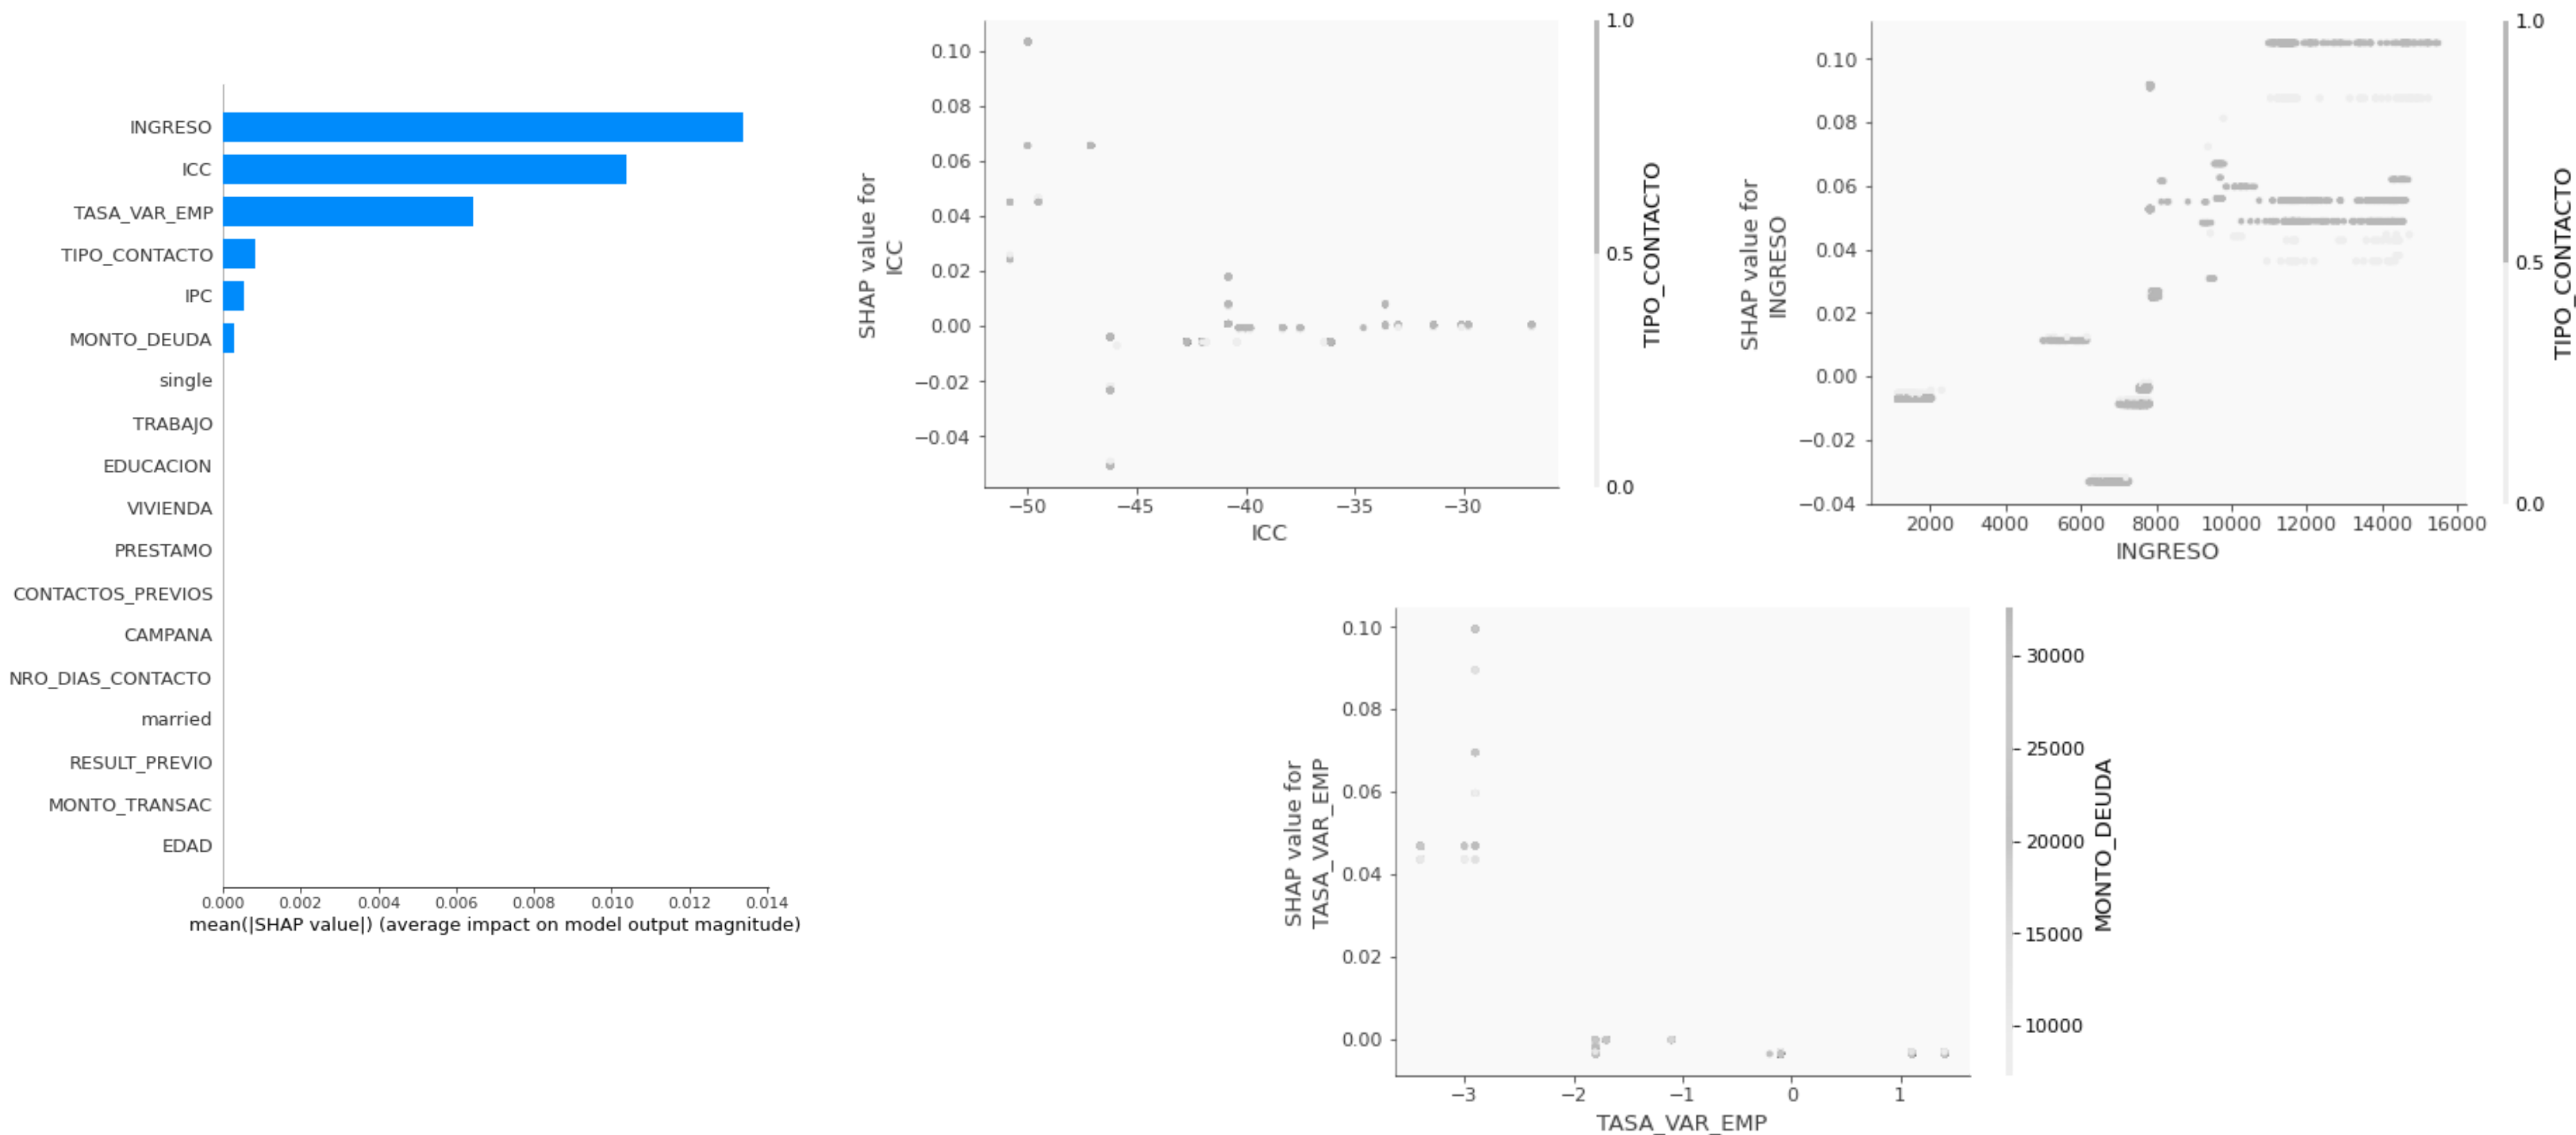 INGRESO
ICC
TASA_VAR_EMP
TIPO_CONTACTO
IPC
MONTO_DEUDA
single
TRABAJO
EDUCACION
VIVIENDA
PRESTAMO
CONTACTOS_PREVIOS
CAMPANA
NRO_DIAS_CONTACTO
married
RESULT_PREVIO
MONTO_TRANSAC
EDAD
0.000 0.002 0.004 0.006 0.008 0.010 0.012 0.014
mean(|SHAP value|) (average impact on model output magnitude)
SHAP value for
ICC
0.10
0.08
0.06
0.04
0.02
0.00
−0.02
−0.04
−50 −45 −40 −35 −30
ICC
1.0
0.5
0.0
TIPO_CONTACTO
SHAP value for
INGRESO
0.10
0.08
0.06
0.04
0.02
0.00
−0.02
−0.04
2000 4000 6000 8000 10000 12000 14000 16000
INGRESO
1.0
0.5
0.0
TIPO_CONTACTO
SHAP value for
TASA_VAR_EMP
0.10
0.08
0.06
0.04
0.02
0.00
−3 −2 −1 0 1
TASA_VAR_EMP
30000
25000
20000
15000
10000
MONTO_DEUDA